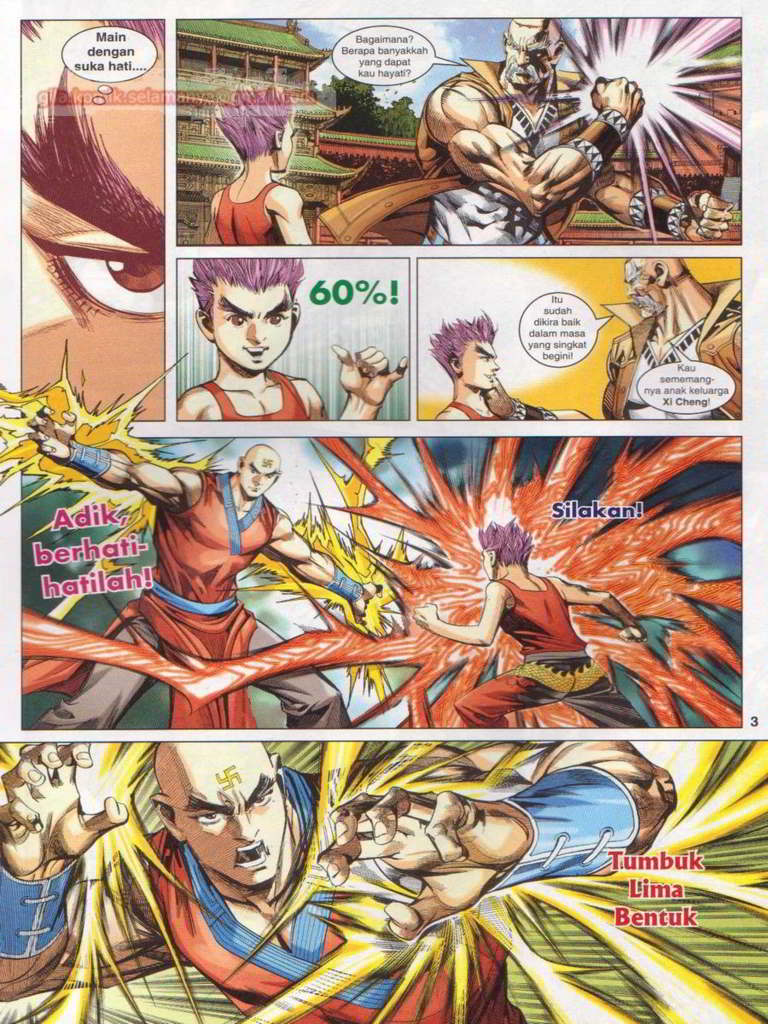 Main
dengan
suka hati....
Bagaimana?
Berapa banyakkah
yang dapat
kau hayati?
60%!
Itu
sudah
dikira baik
dalam masa
yang singkat
begini!
Kau
sememang-
nya anak keluarga
Xi Cheng!
Adik,
berhati-
hatilah!
Silakan!
3
Tumbuk
Lima
Bentuk